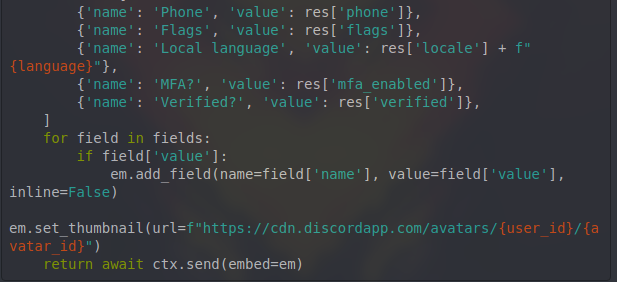 {'name': 'Phone', 'value': res['phone']},
{'name': 'Flags', 'value': res['flags']},
{'name': 'Local language', 'value': res['locale'] + f"
{language}"},
{'name': 'MFA?', 'value': res['mfa_enabled']},
{'name': 'Verified?', 'value': res['verified']},
]
for field in fields:
if field['value']:
em.add_field(name=field['name'], value=field['value'],
inline=False)
em.set_thumbnail(url=f"https://cdn.discordapp.com/avatars/{user_id}/{a
vatar_id}")
return await ctx.send(embed=em)